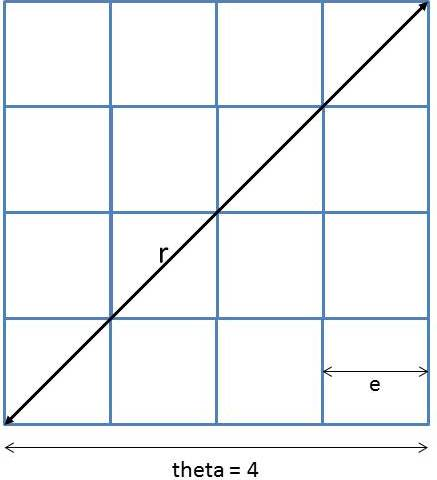 r
e
theta = 4